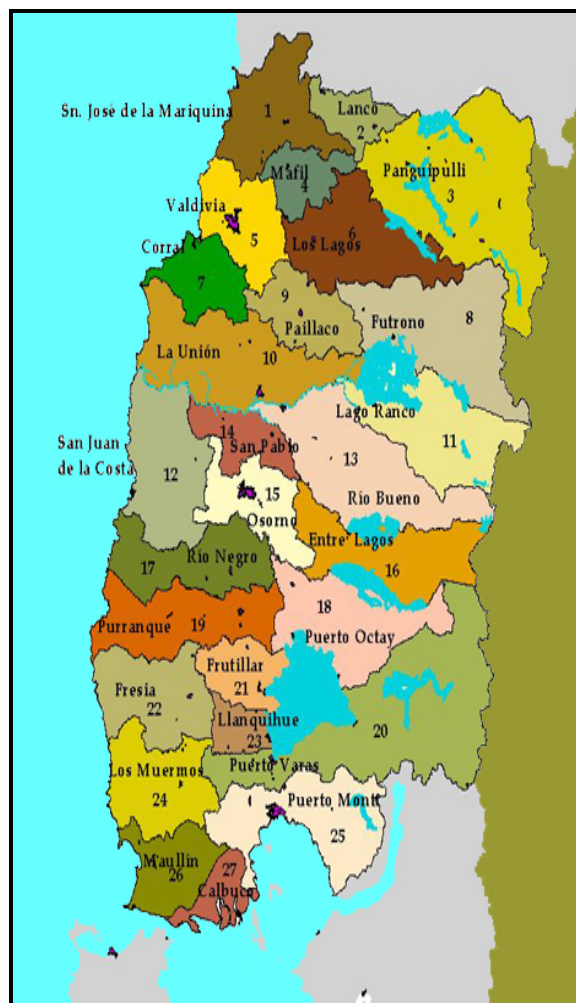 Sn. José de la Mariquina
1
Lanco
2
Panguipulli
3
Máfil
4
Valdivia
5
Los Lagos
6
Corral
7
Futrono
8
9
Paillaco
La Unión
10
Lago Ranco
11
San Juan
de la Costa
12
13
Río Bueno
14
San Pablo
15
Osorno
Entre Lagos
16
17
Río Negro
18
Puerto Octay
Purranque
19
20
Frutillar
21
Fresia
22
Llanquihue
23
Puerto Varas
Los Muermos
24
Puerto Montt
25
Maullín
26
27
Calbuco